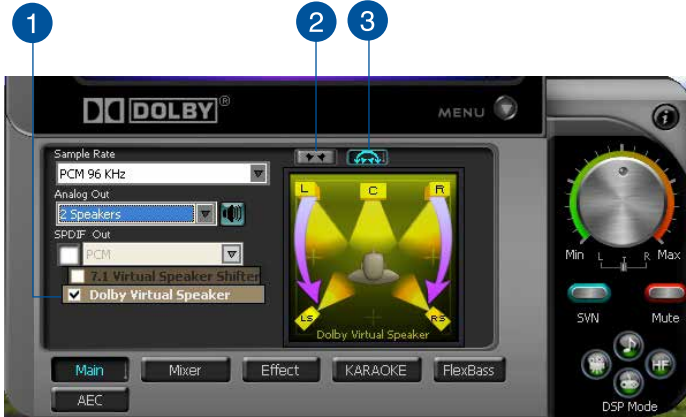 1
2
3
DOLBY®
MENU
i
Sample Rate
PCM 96 KHz
Analog Out
2 Speakers
SPDIF Out
PCM
7.1 Virtual Speaker Shifter
Dolby Virtual Speaker
L
C
R
LS
RS
Dolby Virtual Speaker
Min
L
R
Max
SVN
Mute
HF
DSP Mode
Main
Mixer
Effect
KARAOKE
FlexBass
AEC